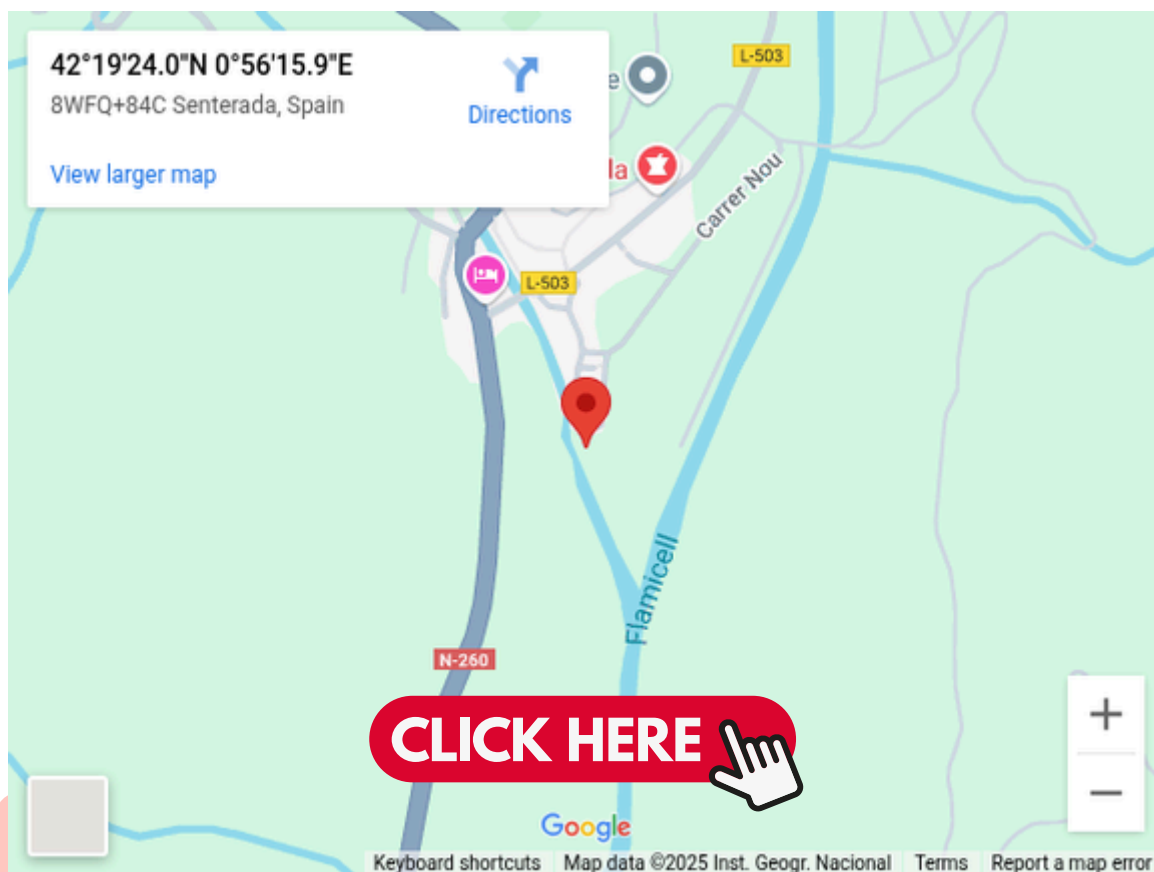 42°19'24.0"N 0°56'15.9"E
8WFQ+84C Senterada, Spain
Directions
View larger map
e
L-503
la
Carrer Nou
L-503
Flamicell
N-260
CLICK HERE
Google
Keyboard shortcuts Map data ©2025 Inst. Geogr. Nacional Terms Report a map error